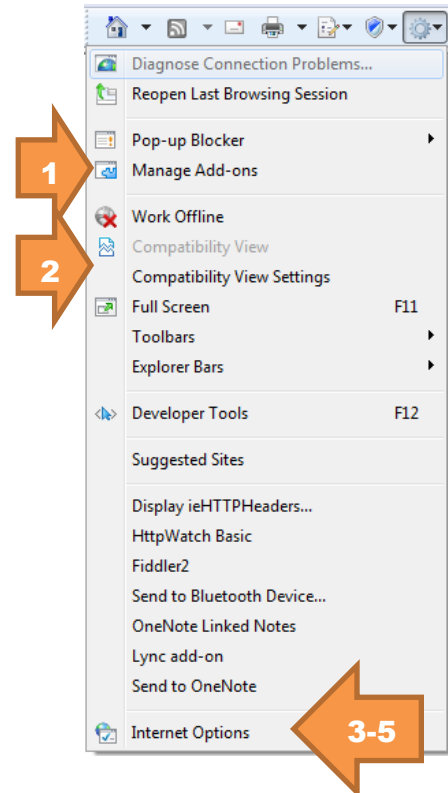 Diagnose Connection Problems...
Reopen Last Browsing Session
Pop-up Blocker
1 Manage Add-ons
Work Offline
Compatibility View
2
Compatibility View Settings
Full Screen F11
Toolbars
Explorer Bars
Developer Tools F12
Suggested Sites
Display ieHTTPHeaders...
HttpWatch Basic
Fiddler2
Send to Bluetooth Device...
OneNote Linked Notes
Lync add-on
Send to OneNote
Internet Options 3-5